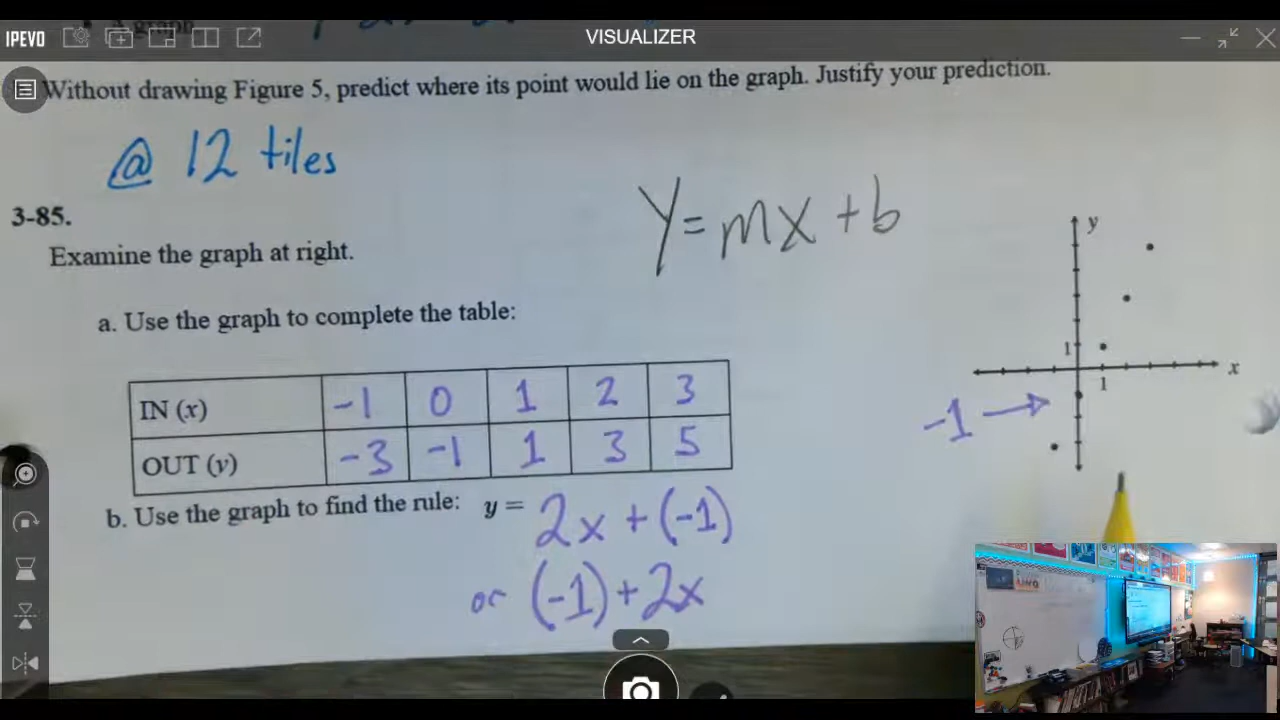 A graph
IPEVO
VISUALIZER
Without drawing Figure 5, predict where its point would lie on the graph. Justify your prediction.
@ 12 tiles
3-85.
y = mx + b
Examine the graph at right.
y
a. Use the graph to complete the table:
1
x
1
IN (x) -1 0 1 2 3
-1 →
OUT (y) -3 -1 1 3 5
b. Use the graph to find the rule: y = 2x + (-1)
or (-1) + 2x